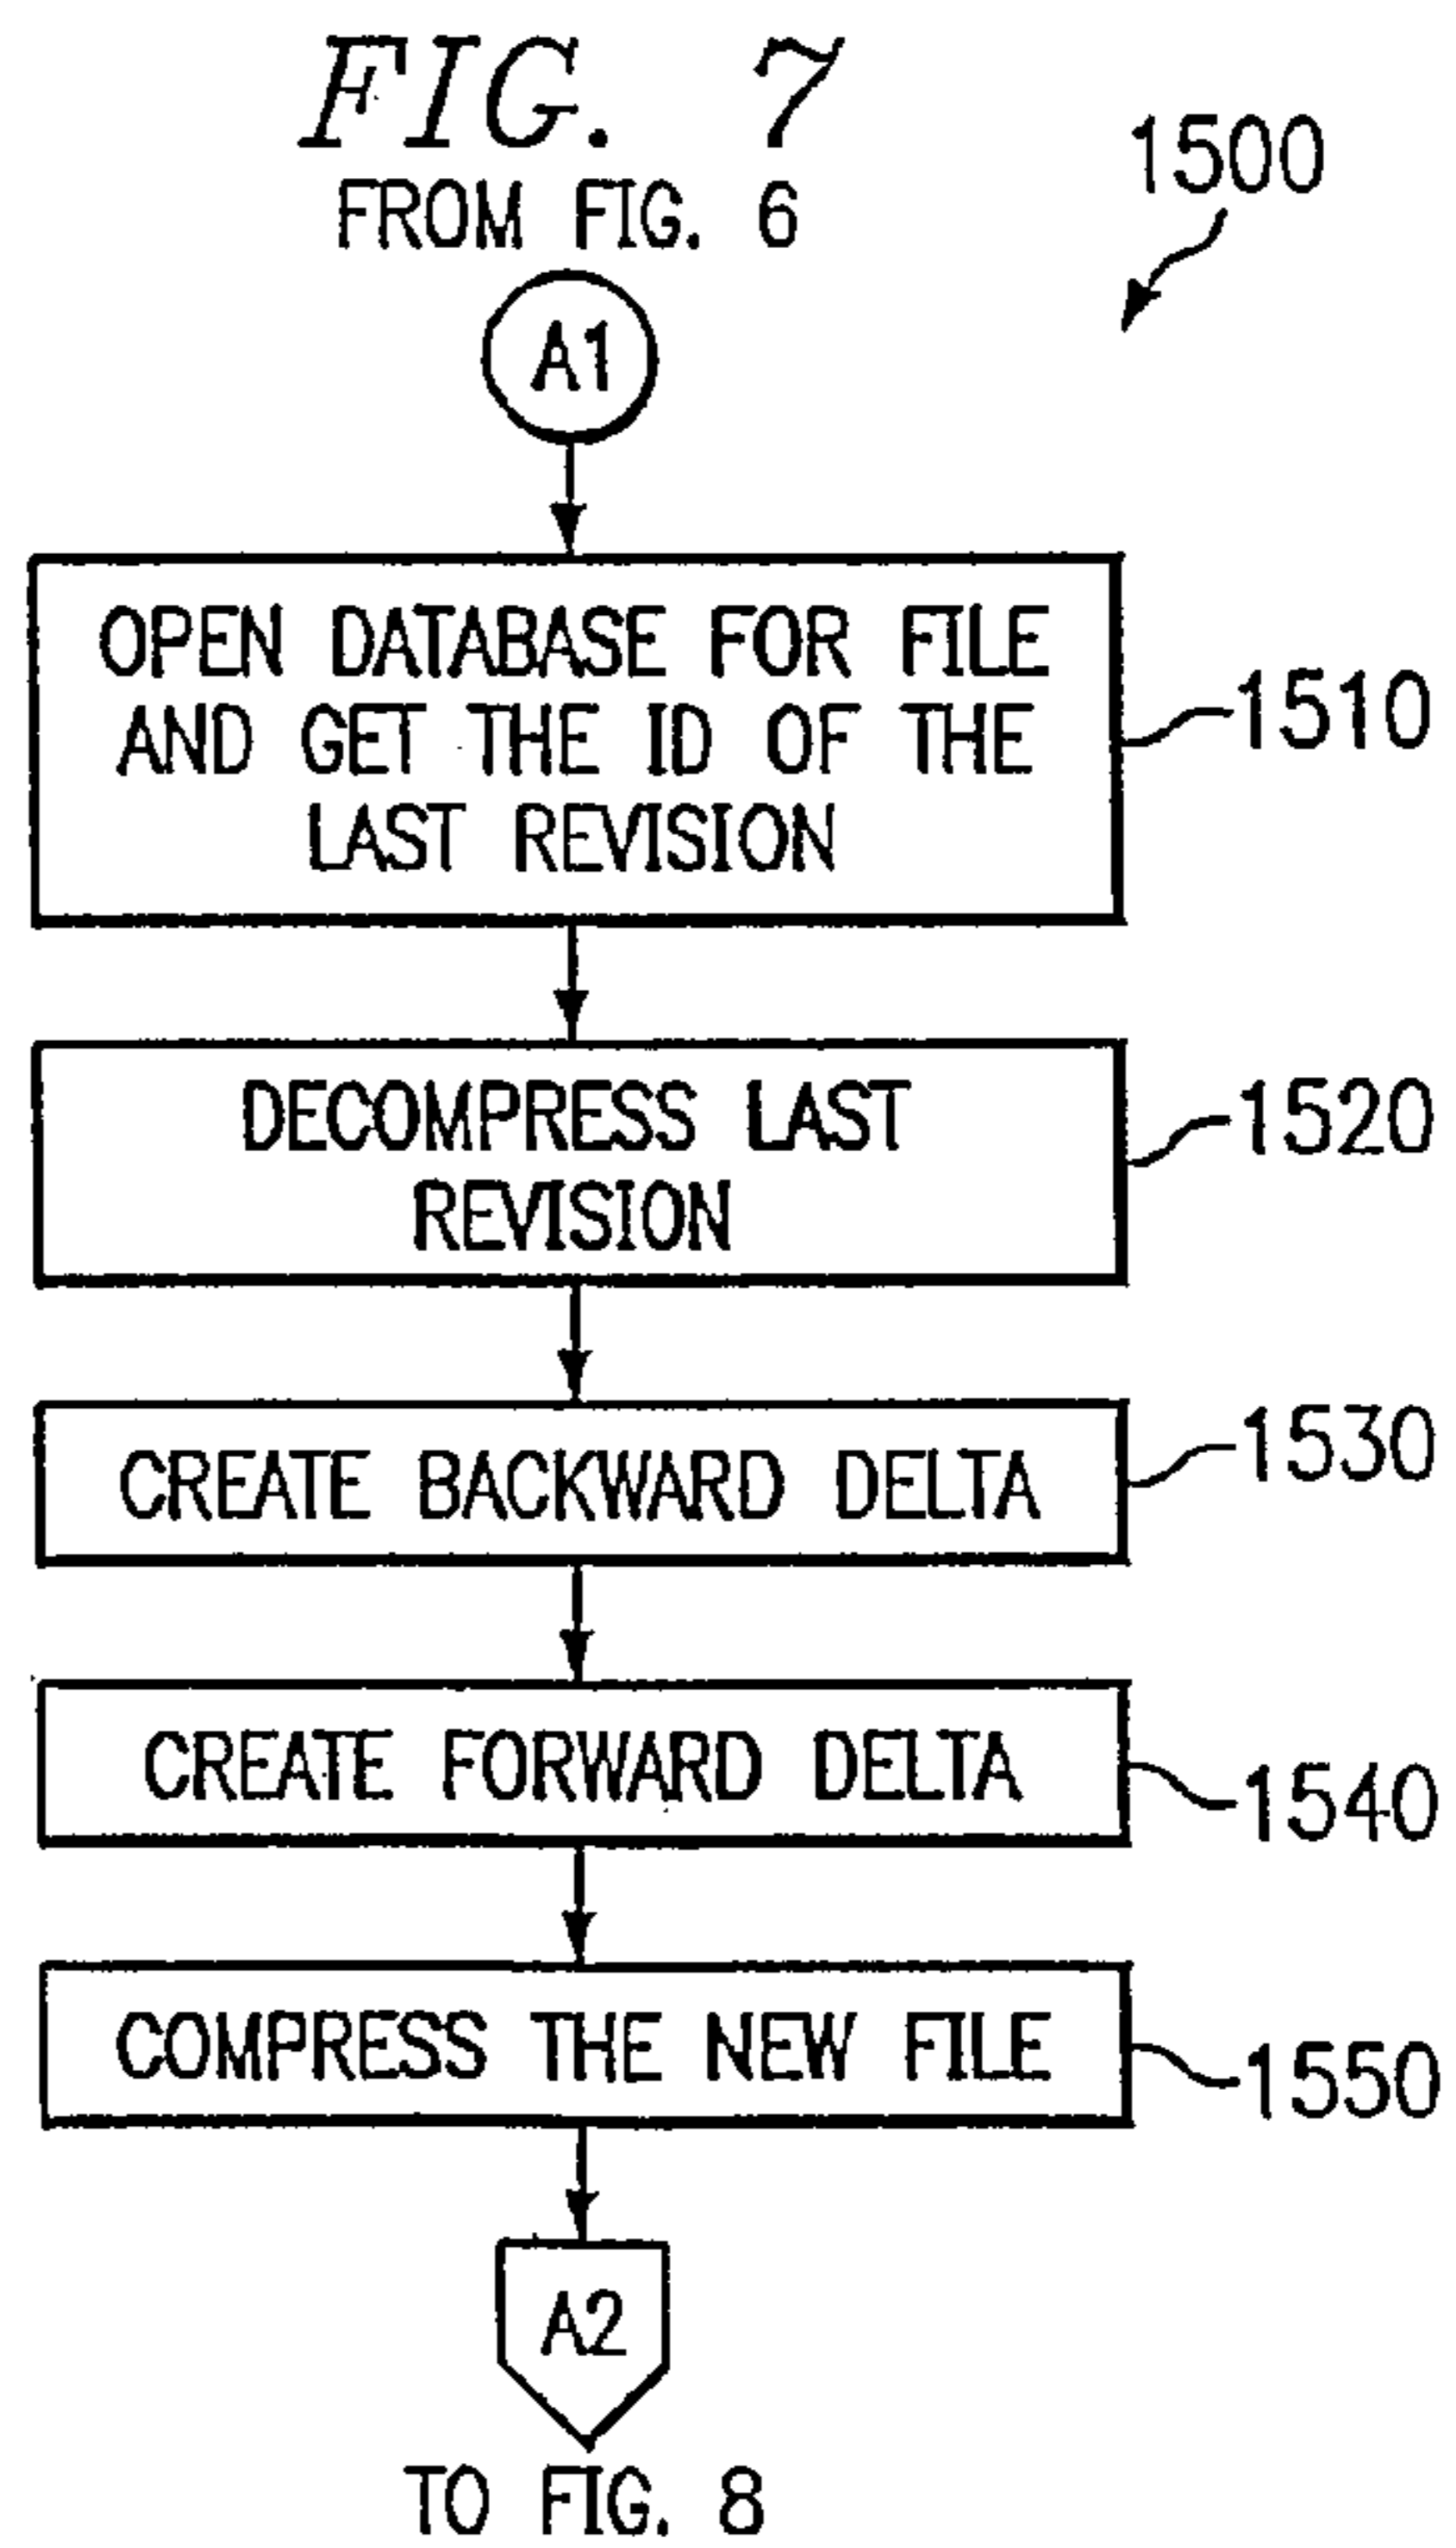 FIG. 7
FROM FIG. 6
1500
A1
OPEN DATABASE FOR FILE
AND GET THE ID OF THE
LAST REVISION
1510
DECOMPRESS LAST
REVISION
1520
CREATE BACKWARD DELTA
1530
CREATE FORWARD DELTA
1540
COMPRESS THE NEW FILE
1550
A2
TO FIG. 8